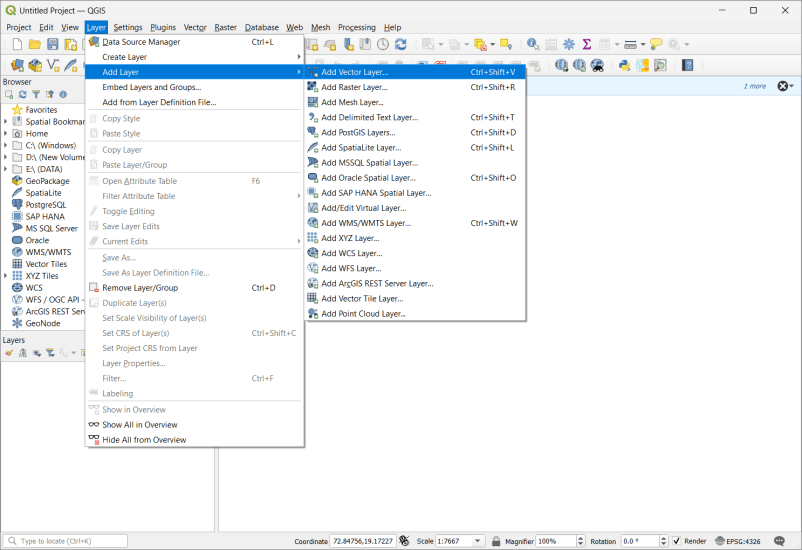 Untitled Project — QGIS
Project Edit View Layer Settings Plugins Vector Raster Database Web Mesh Processing Help
Data Source Manager Ctrl+L
Create Layer
Add Layer
Embed Layers and Groups...
Add from Layer Definition File...
Copy Style
Paste Style
Copy Layer
Paste Layer/Group
Open Attribute Table F6
Filter Attribute Table
Toggle Editing
Save Layer Edits
Current Edits
Save As...
Save As Layer Definition File...
Remove Layer/Group Ctrl+D
Duplicate Layer(s)
Set Scale Visibility of Layer(s)
Set CRS of Layer(s) Ctrl+Shift+C
Set Project CRS from Layer
Layer Properties...
Filter... Ctrl+F
Labeling
Show in Overview
Show All in Overview
Hide All from Overview
Add Vector Layer... Ctrl+Shift+V
Add Raster Layer... Ctrl+Shift+R
Add Mesh Layer...
Add Delimited Text Layer... Ctrl+Shift+T
Add PostGIS Layers... Ctrl+Shift+D
Add SpatiaLite Layer... Ctrl+Shift+L
Add MSSQL Spatial Layer...
Add Oracle Spatial Layer... Ctrl+Shift+O
Add SAP HANA Spatial Layer...
Add/Edit Virtual Layer...
Add WMS/WMTS Layer... Ctrl+Shift+W
Add XYZ Layer...
Add WCS Layer...
Add WFS Layer...
Add ArcGIS REST Server Layer...
Add Vector Tile Layer...
Add Point Cloud Layer...
1 more
Browser
Favorites
Spatial Bookmar
Home
C:\ (Windows)
D:\ (New Volume
E:\ (DATA)
GeoPackage
SpatiaLite
PostgreSQL
SAP HANA
MS SQL Server
Oracle
WMS/WMTS
Vector Tiles
XYZ Tiles
WCS
WFS / OGC API -
ArcGIS REST Serv
GeoNode
Layers
Type to locate (Ctrl+K)
Coordinate 72.84756,19.17227 Scale 1:7667 Magnifier 100% Rotation 0.0 ° Render EPSG:4326